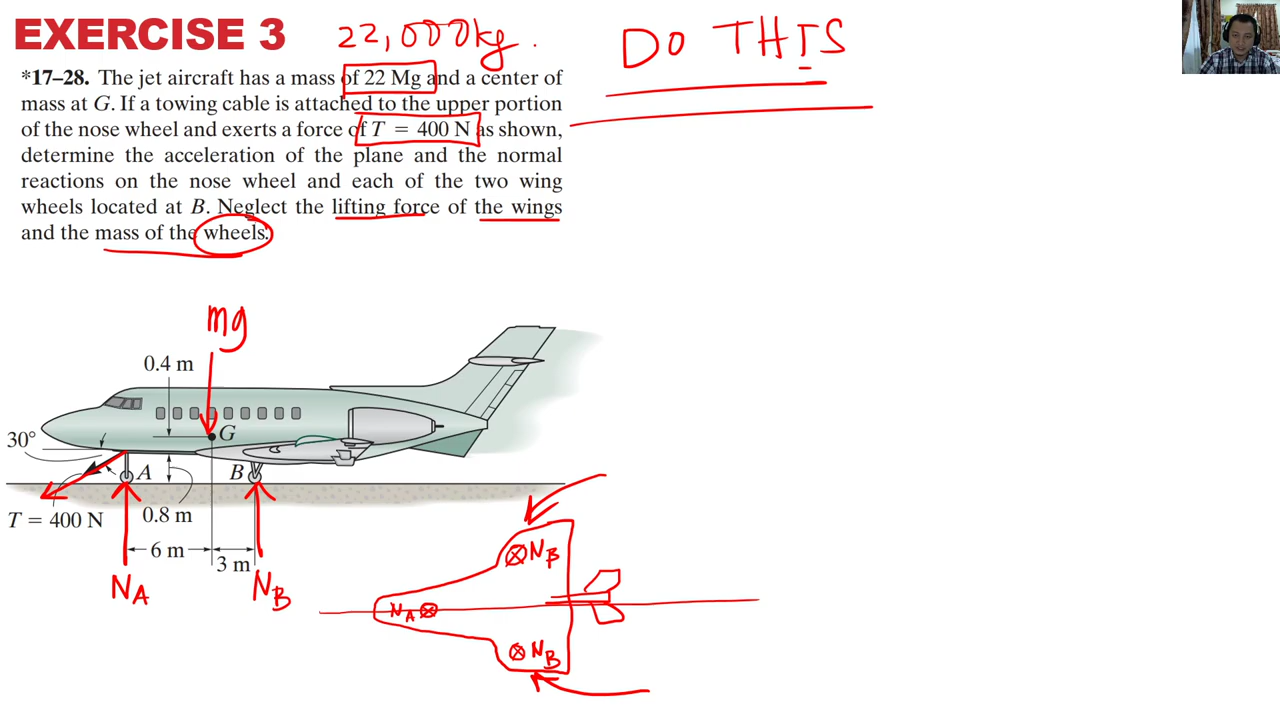 EXERCISE 3
22,000kg.
DO THIS
*17–28. The jet aircraft has a mass of 22 Mg and a center of
mass at G. If a towing cable is attached to the upper portion
of the nose wheel and exerts a force of T = 400 N as shown,
determine the acceleration of the plane and the normal
reactions on the nose wheel and each of the two wing
wheels located at B. Neglect the lifting force of the wings
and the mass of the wheels.
mg
0.4 m
G
30°
A
B
T = 400 N
0.8 m
6 m
3 m
NA
NB
NB
NA
NB